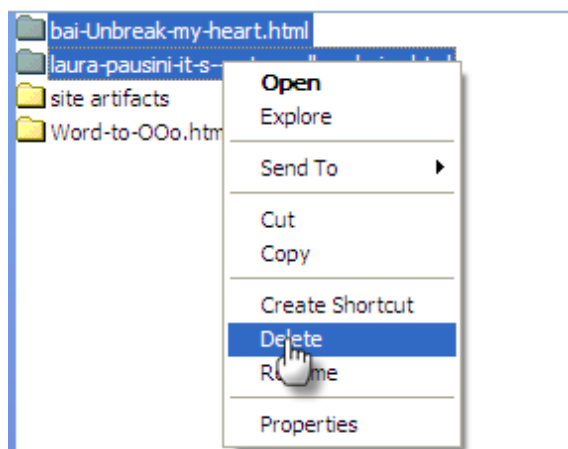 bai-Unbreak-my-heart.html
laura-pausini-it-s--
site artifacts
Word-to-OOo.htm
Open
Explore
Send To
Cut
Copy
Create Shortcut
Delete
Rename
Properties